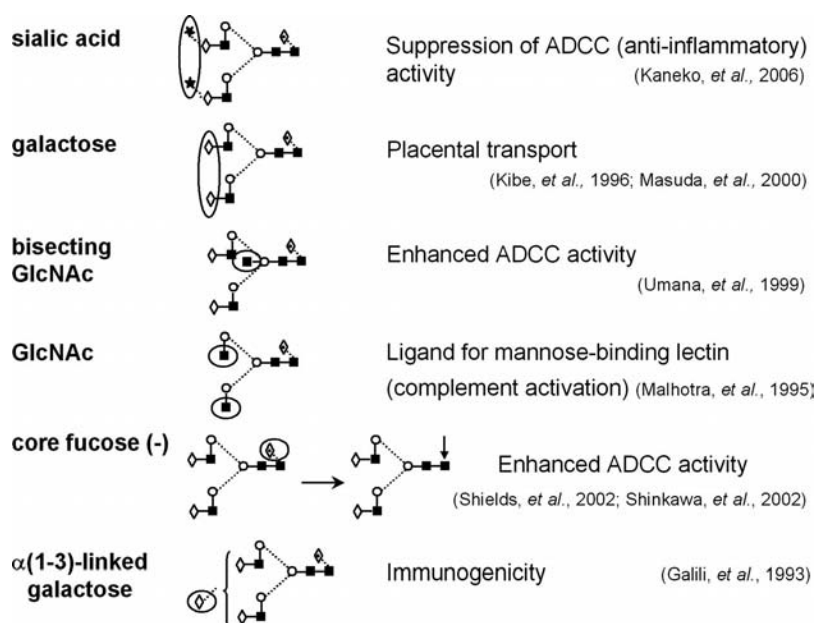 sialic acid
Suppression of ADCC (anti-inflammatory)
activity (Kaneko, et al., 2006)
galactose
Placental transport
(Kibe, et al., 1996; Masuda, et al., 2000)
bisecting
GlcNAc
Enhanced ADCC activity
(Umana, et al., 1999)
GlcNAc
Ligand for mannose-binding lectin
(complement activation) (Malhotra, et al., 1995)
core fucose (-)
Enhanced ADCC activity
(Shields, et al., 2002; Shinkawa, et al., 2002)
α(1-3)-linked
galactose
Immunogenicity (Galili, et al., 1993)